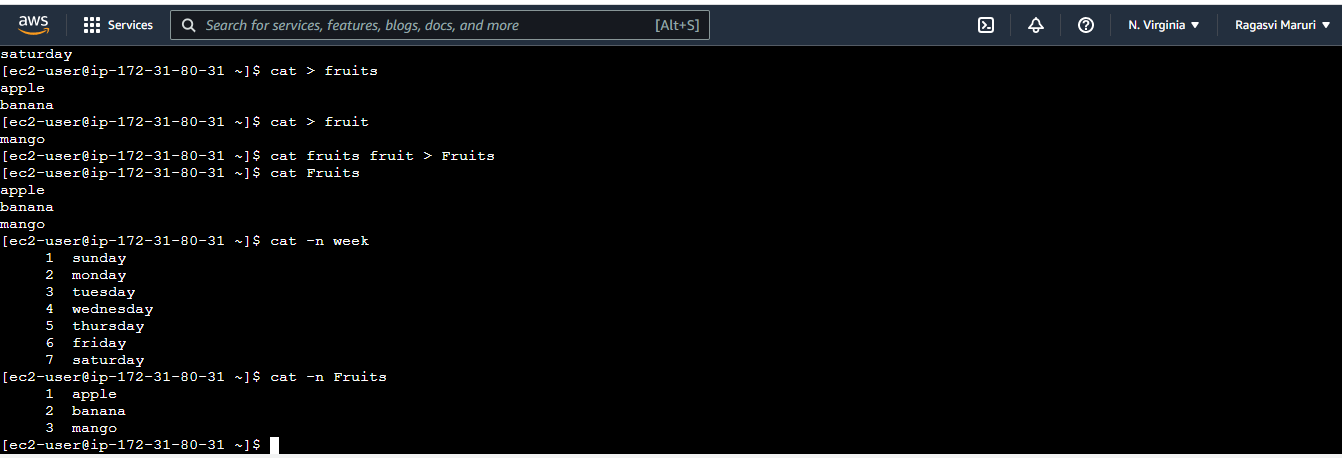 aws Services Search for services, features, blogs, docs, and more [Alt+S] N. Virginia Ragasvi Maruri
saturday
[ec2-user@ip-172-31-80-31 ~]$ cat > fruits
apple
banana
[ec2-user@ip-172-31-80-31 ~]$ cat > fruit
mango
[ec2-user@ip-172-31-80-31 ~]$ cat fruits fruit > Fruits
[ec2-user@ip-172-31-80-31 ~]$ cat Fruits
apple
banana
mango
[ec2-user@ip-172-31-80-31 ~]$ cat -n week
     1  sunday
     2  monday
     3  tuesday
     4  wednesday
     5  thursday
     6  friday
     7  saturday
[ec2-user@ip-172-31-80-31 ~]$ cat -n Fruits
     1  apple
     2  banana
     3  mango
[ec2-user@ip-172-31-80-31 ~]$